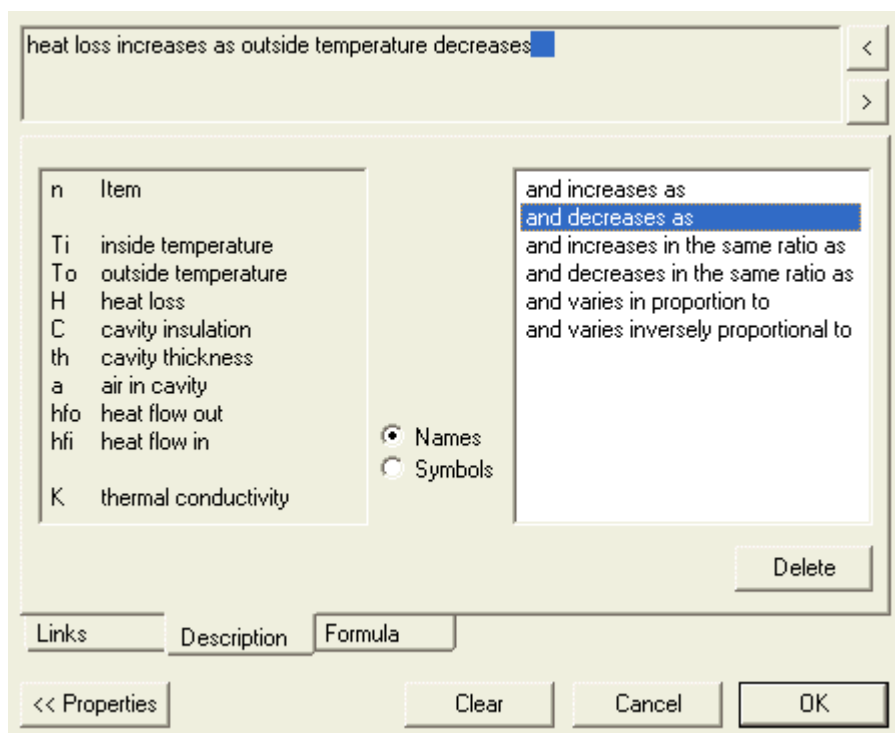 heat loss increases as outside temperature decreases
<
>
n Item
Ti inside temperature
To outside temperature
H heat loss
C cavity insulation
th cavity thickness
a air in cavity
hfo heat flow out
hfi heat flow in
K thermal conductivity
Names
Symbols
and increases as
and decreases as
and increases in the same ratio as
and decreases in the same ratio as
and varies in proportion to
and varies inversely proportional to
Delete
Links Description Formula
<< Properties Clear Cancel OK